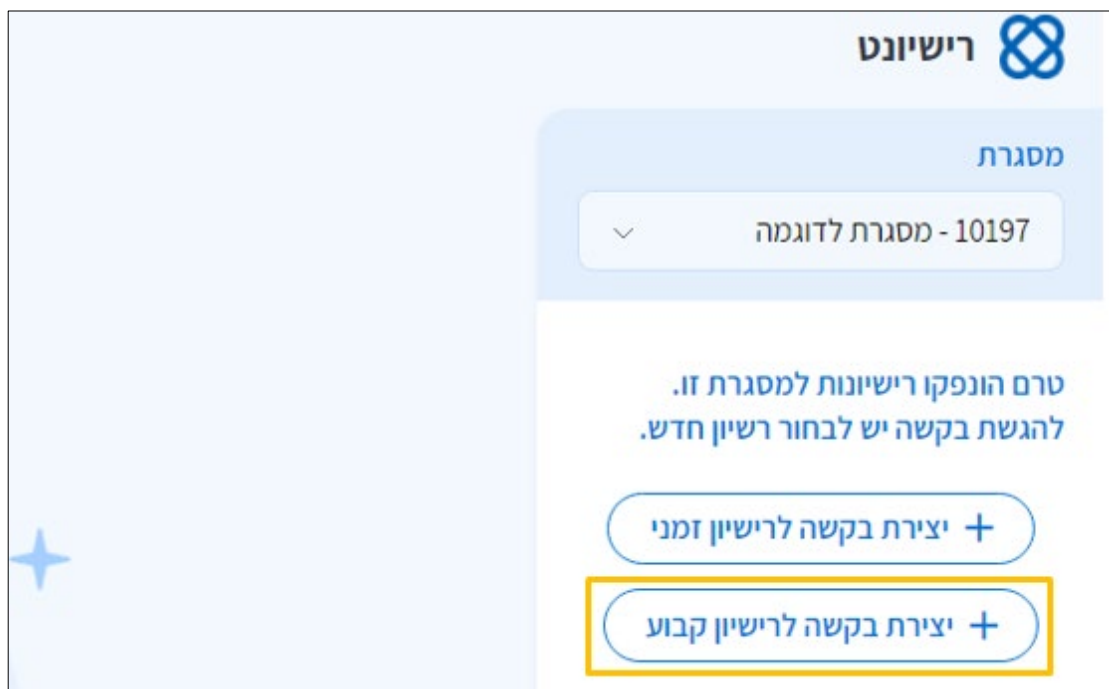 רישיונט
מסגרת
10197 - מסגרת לדוגמה
טרם הונפקו רישיונות למסגרת זו.
להגשת בקשה יש לבחור רשיון חדש.
+ יצירת בקשה לרישיון זמני
+ יצירת בקשה לרישיון קבוע